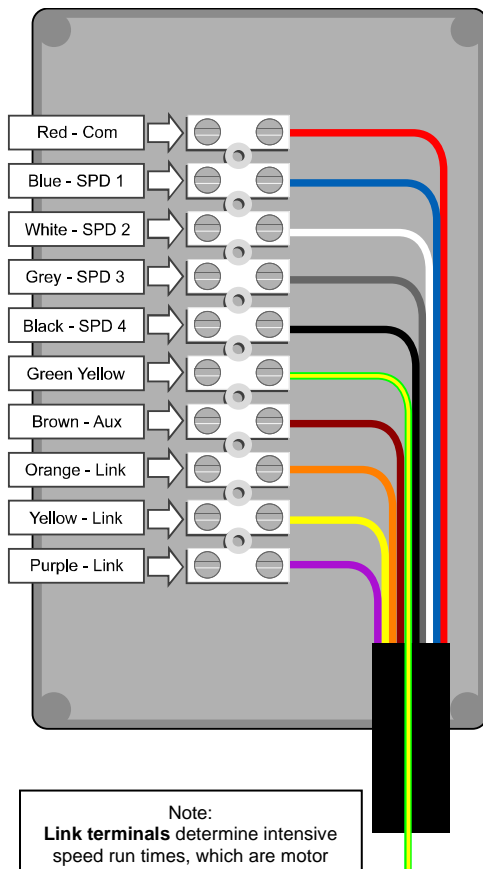 Red - Com
Blue - SPD 1
White - SPD 2
Grey - SPD 3
Black - SPD 4
Green Yellow
Brown - Aux
Orange - Link
Yellow - Link
Purple - Link
Note:
Link terminals determine intensive
speed run times, which are motor